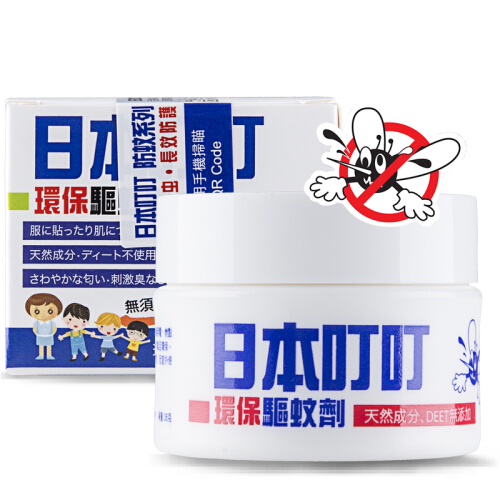 日本叮叮
環保驅蚊
服に貼ったり肌に
天然成分・ディート不使用
さわやかな匂い・刺激臭な
無須
日本叮叮 防蚊系列
虫・長效防護
用手機掃瞄
QR Code
日本叮叮
環保驅蚊劑
天然成分、DEET無添加